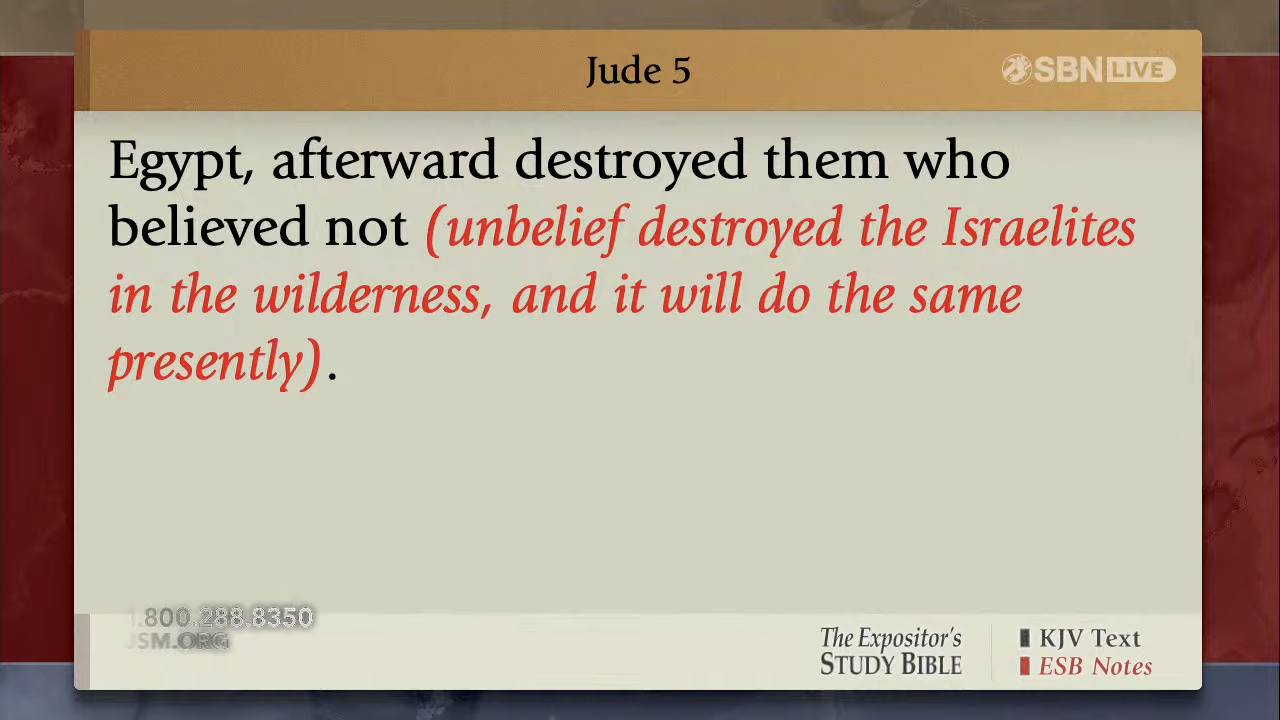 Jude 5
SBN LIVE
Egypt, afterward destroyed them who
believed not (unbelief destroyed the Israelites
in the wilderness, and it will do the same
presently).
1.800.288.8350
JSM.ORG
The Expositor's
STUDY BIBLE
KJV Text
ESB Notes